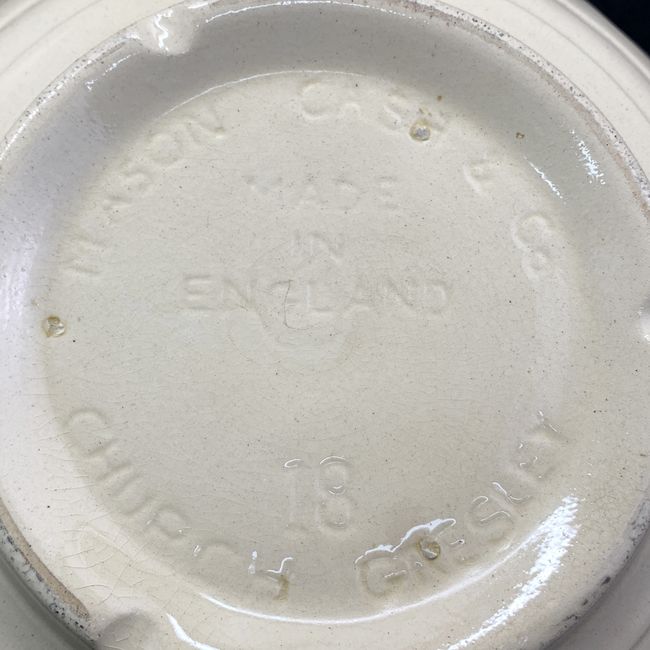 MASON CASH & Co
MADE
IN
ENGLAND
18
CHURCH GRESLEY